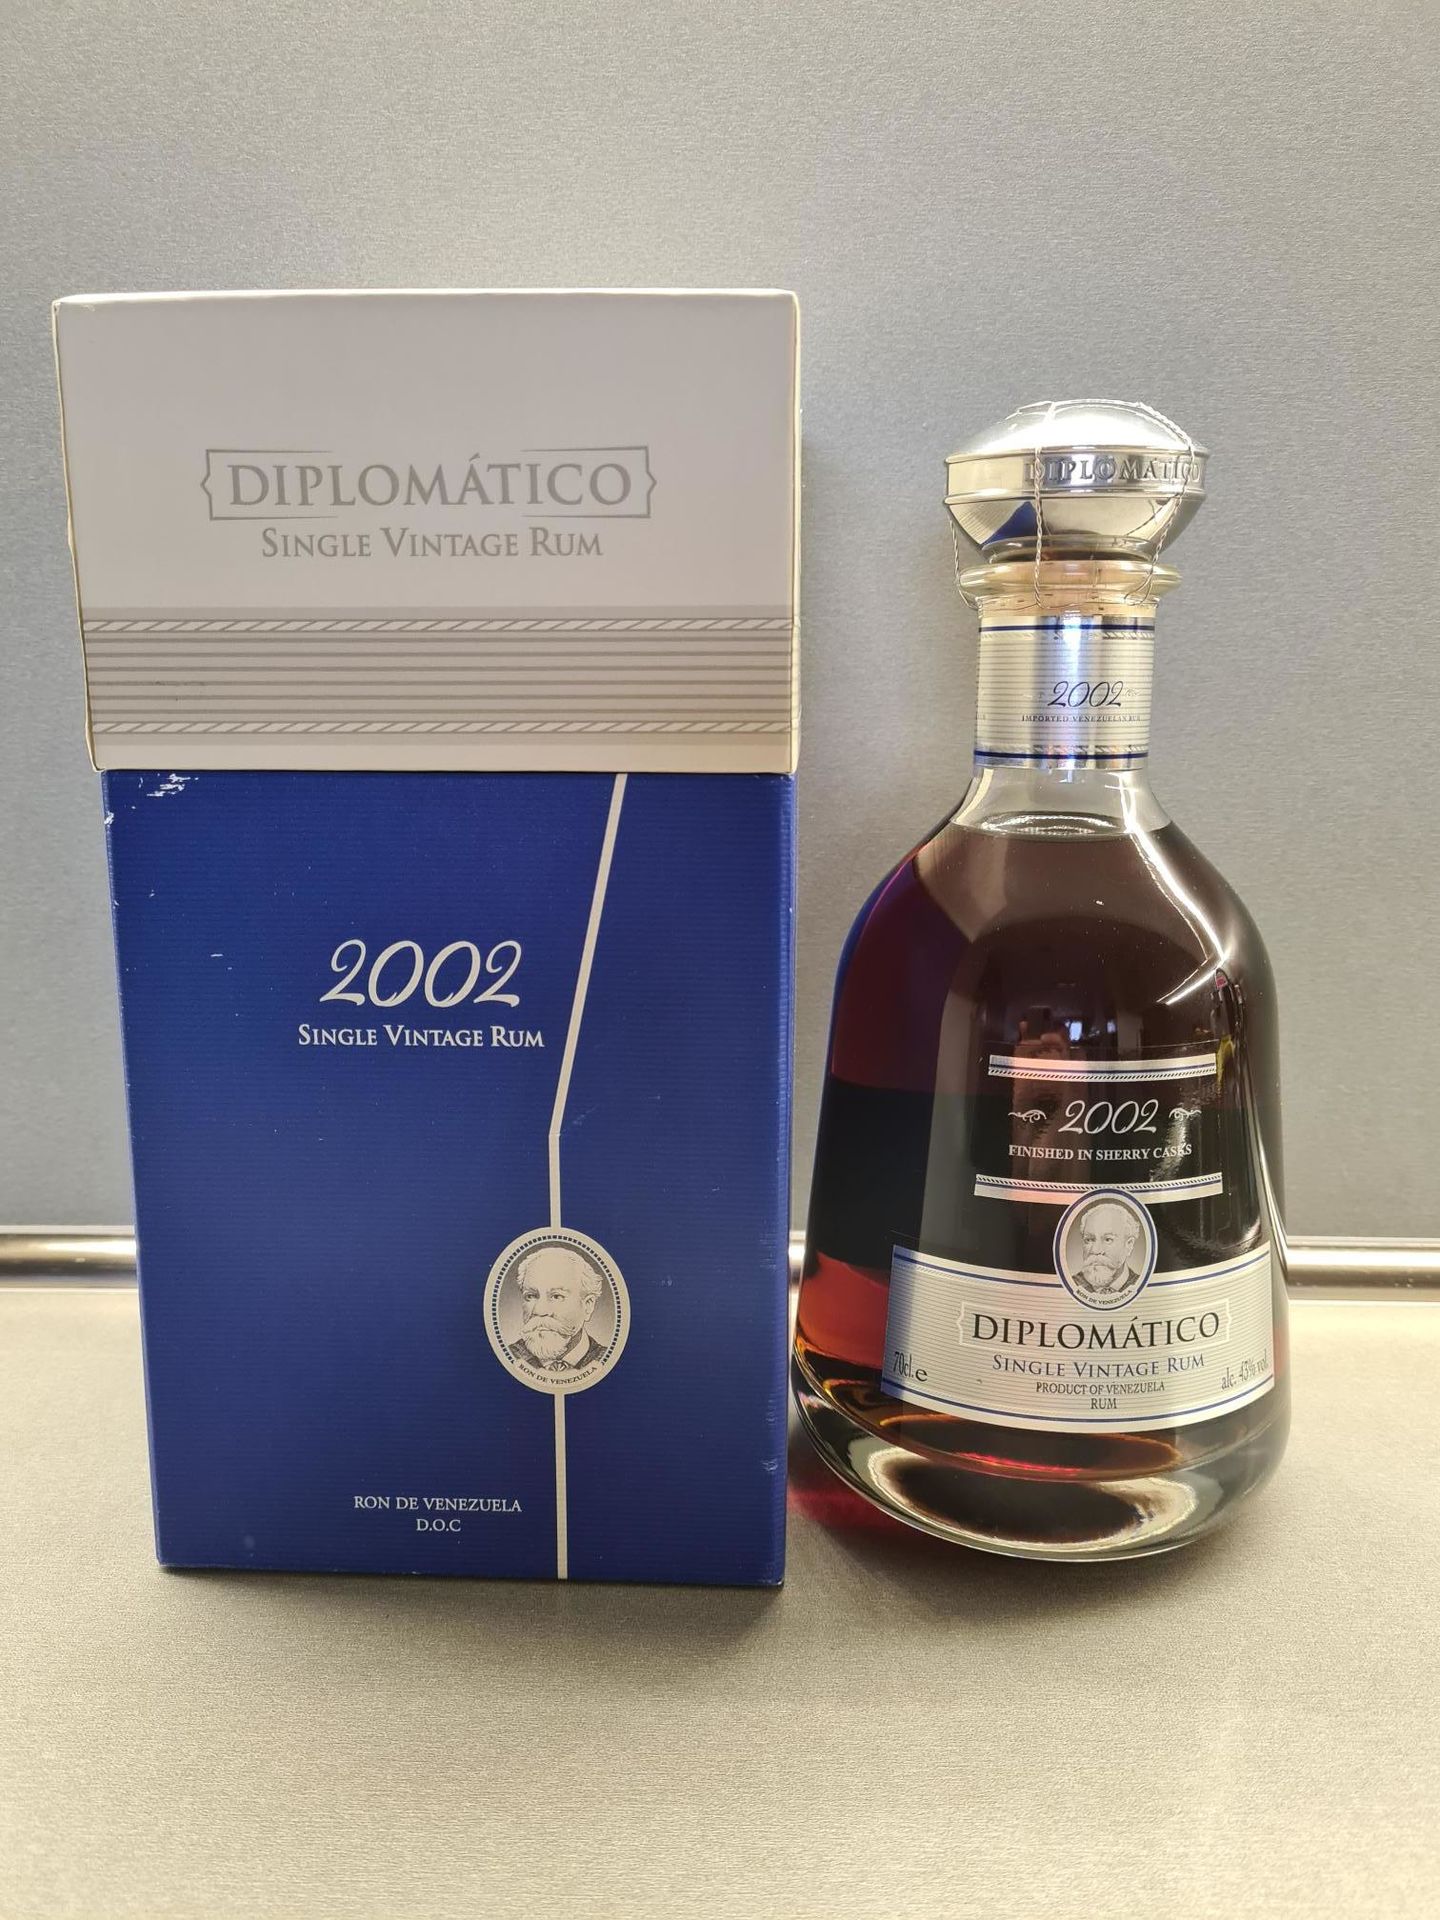 DIPLOMÁTICO
SINGLE VINTAGE RUM
2002
SINGLE VINTAGE RUM
RON DE VENEZUELA
RON DE VENEZUELA
D.O.C
DIPLOMÁTICO
2002
IMPORTED VENEZUELAN RUM
2002
FINISHED IN SHERRY CASKS
RON DE VENEZUELA
DIPLOMÁTICO
SINGLE VINTAGE RUM
70cl.e
PRODUCT OF VENEZUELA
alc. 43% vol.
RUM